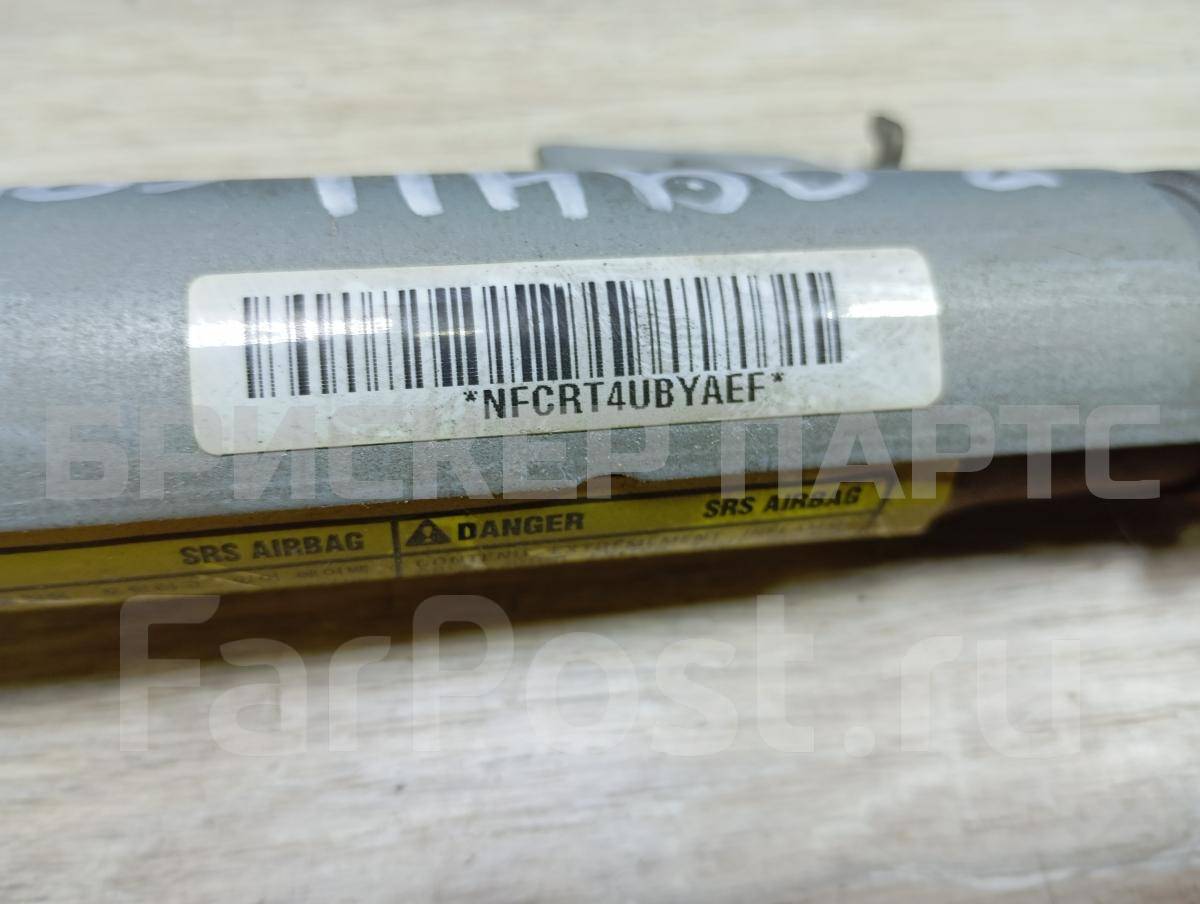 *NFCRT4UBYAEF*
БРИСКЕР ПАРТС
SRS AIRBAG
DANGER
SRS AIRBAG
FarPost.ru